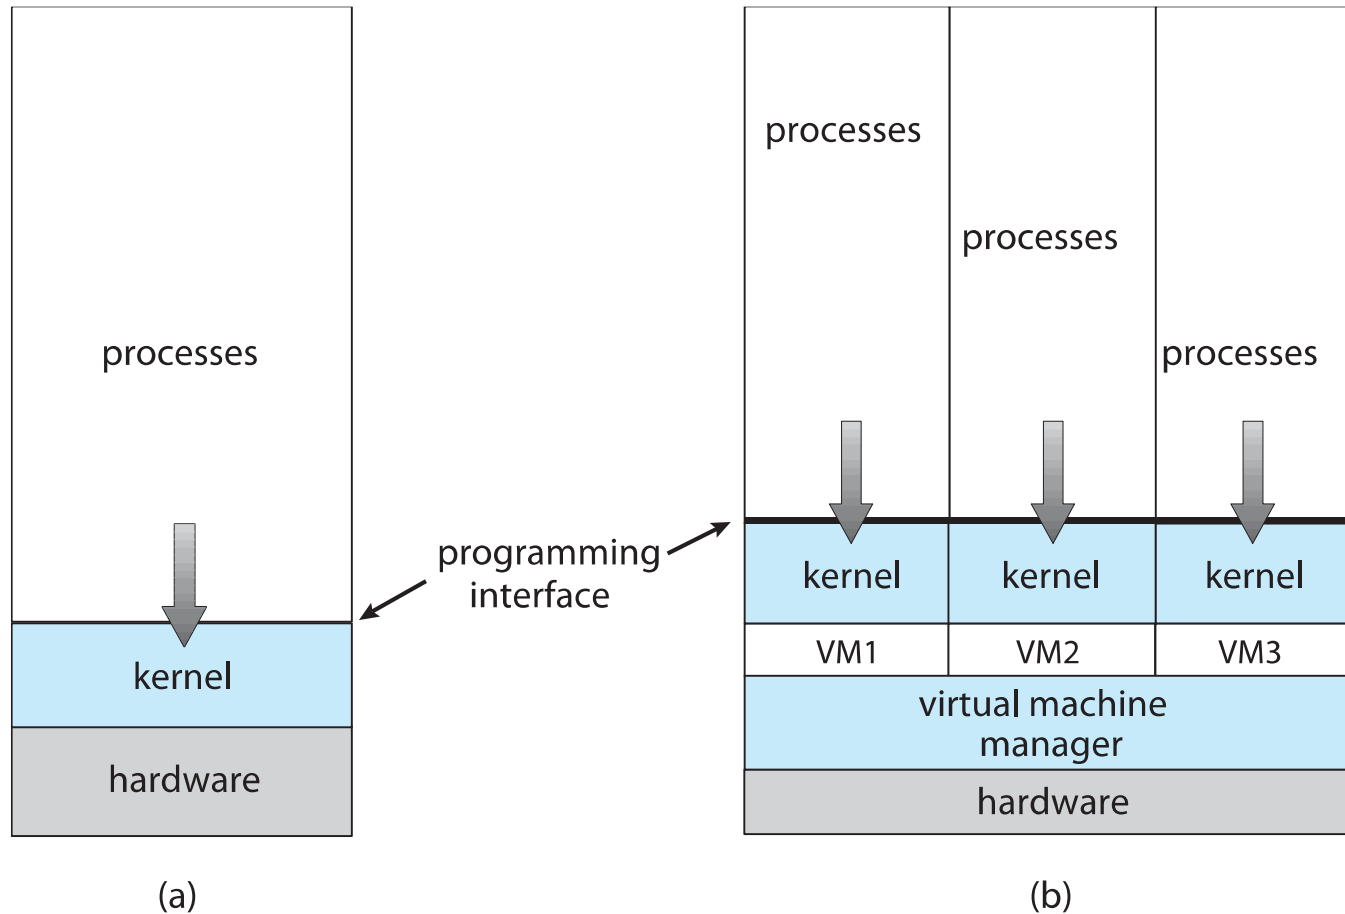 processes
kernel
hardware
(a)
programming
interface
processes
processes
processes
kernel
kernel
kernel
VM1
VM2
VM3
virtual machine
manager
hardware
(b)